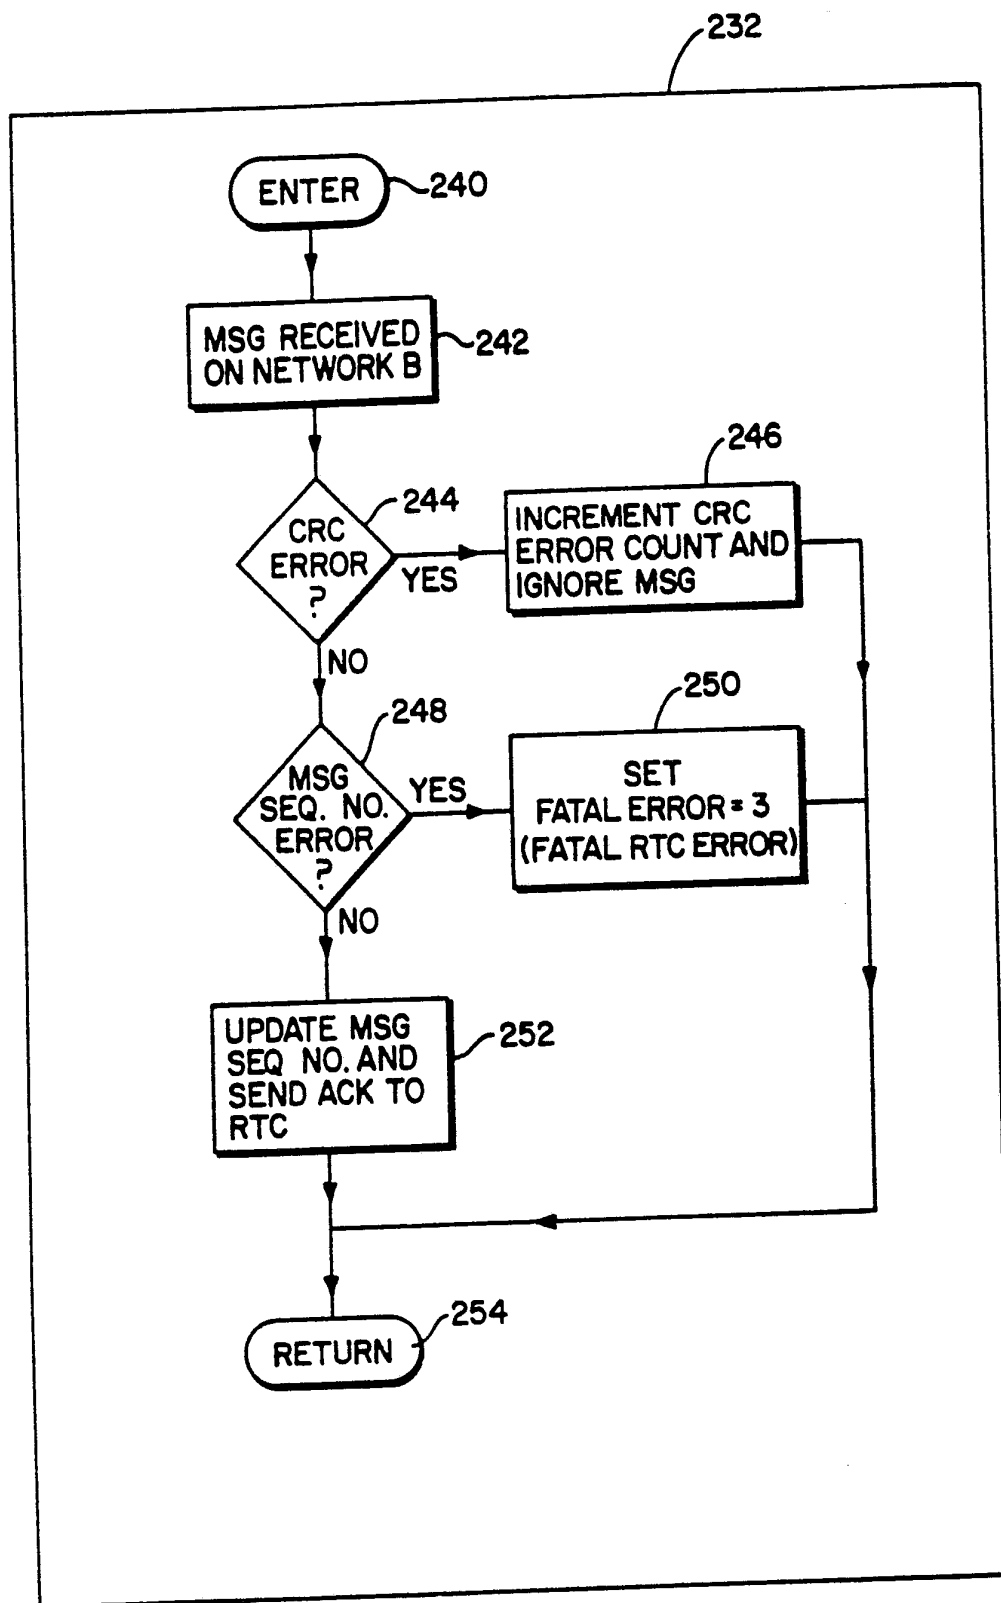 232
ENTER
240
MSG RECEIVED
ON NETWORK B
242
CRC
ERROR
?
244
YES
NO
246
INCREMENT CRC
ERROR COUNT AND
IGNORE MSG
MSG
SEQ. NO.
ERROR
?
248
YES
NO
250
SET
FATAL ERROR = 3
(FATAL RTC ERROR)
UPDATE MSG
SEQ NO. AND
SEND ACK TO
RTC
252
RETURN
254